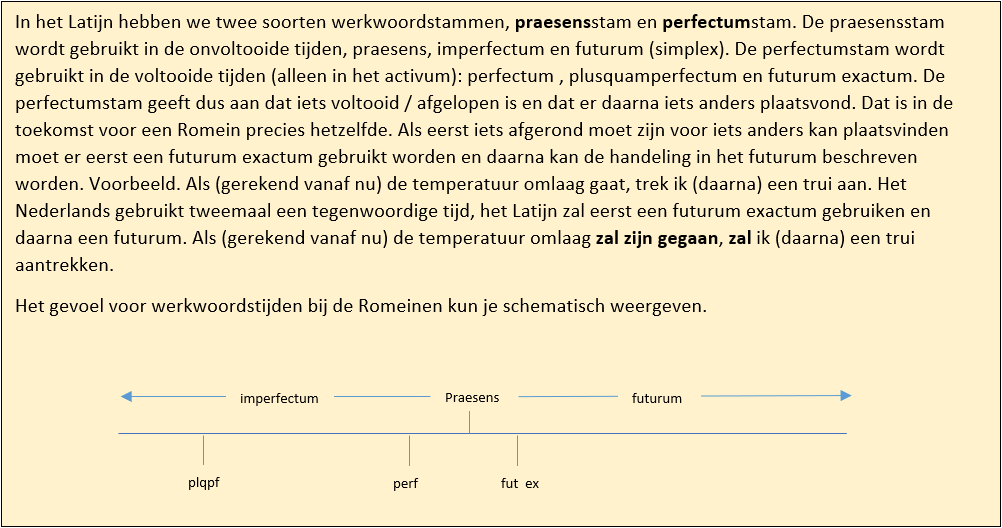 In het Latijn hebben we twee soorten werkwoordstammen, praesensstam en perfectumstam. De praesensstam
wordt gebruikt in de onvoltooide tijden, praesens, imperfectum en futurum (simplex). De perfectumstam wordt
gebruikt in de voltooide tijden (alleen in het activum): perfectum , plusquamperfectum en futurum exactum. De
perfectumstam geeft dus aan dat iets voltooid / afgelopen is en dat er daarna iets anders plaatsvond. Dat is in de
toekomst voor een Romein precies hetzelfde. Als eerst iets afgerond moet zijn voor iets anders kan plaatsvinden
moet er eerst een futurum exactum gebruikt worden en daarna kan de handeling in het futurum beschreven
worden. Voorbeeld. Als (gerekend vanaf nu) de temperatuur omlaag gaat, trek ik (daarna) een trui aan. Het
Nederlands gebruikt tweemaal een tegenwoordige tijd, het Latijn zal eerst een futurum exactum gebruiken en
daarna een futurum. Als (gerekend vanaf nu) de temperatuur omlaag zal zijn gegaan, zal ik (daarna) een trui
aantrekken.
Het gevoel voor werkwoordstijden bij de Romeinen kun je schematisch weergeven.
imperfectum Praesens futurum
plqpf perf fut ex